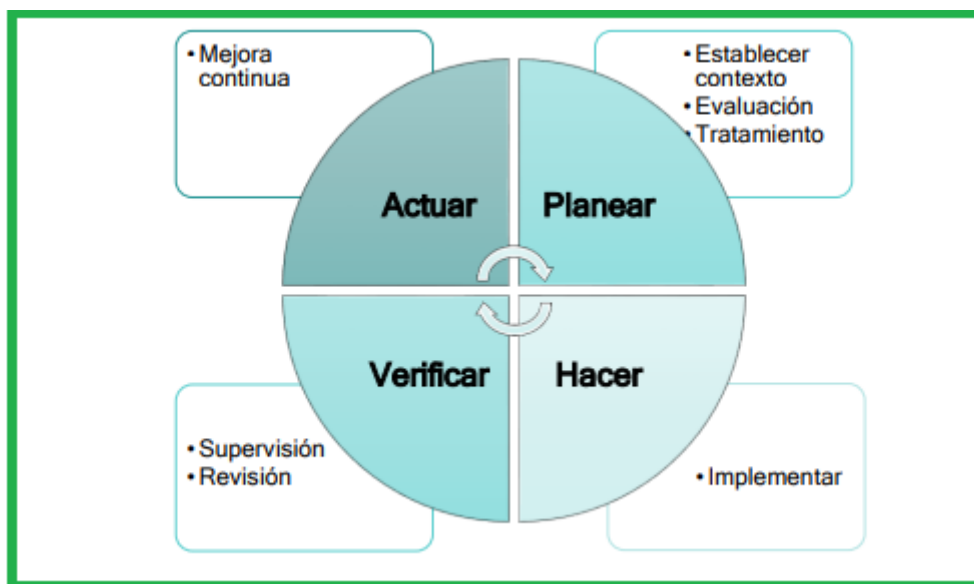 • Mejora
continua
• Establecer
contexto
• Evaluación
• Tratamiento
Actuar
Planear
Verificar
Hacer
• Supervisión
• Revisión
• Implementar